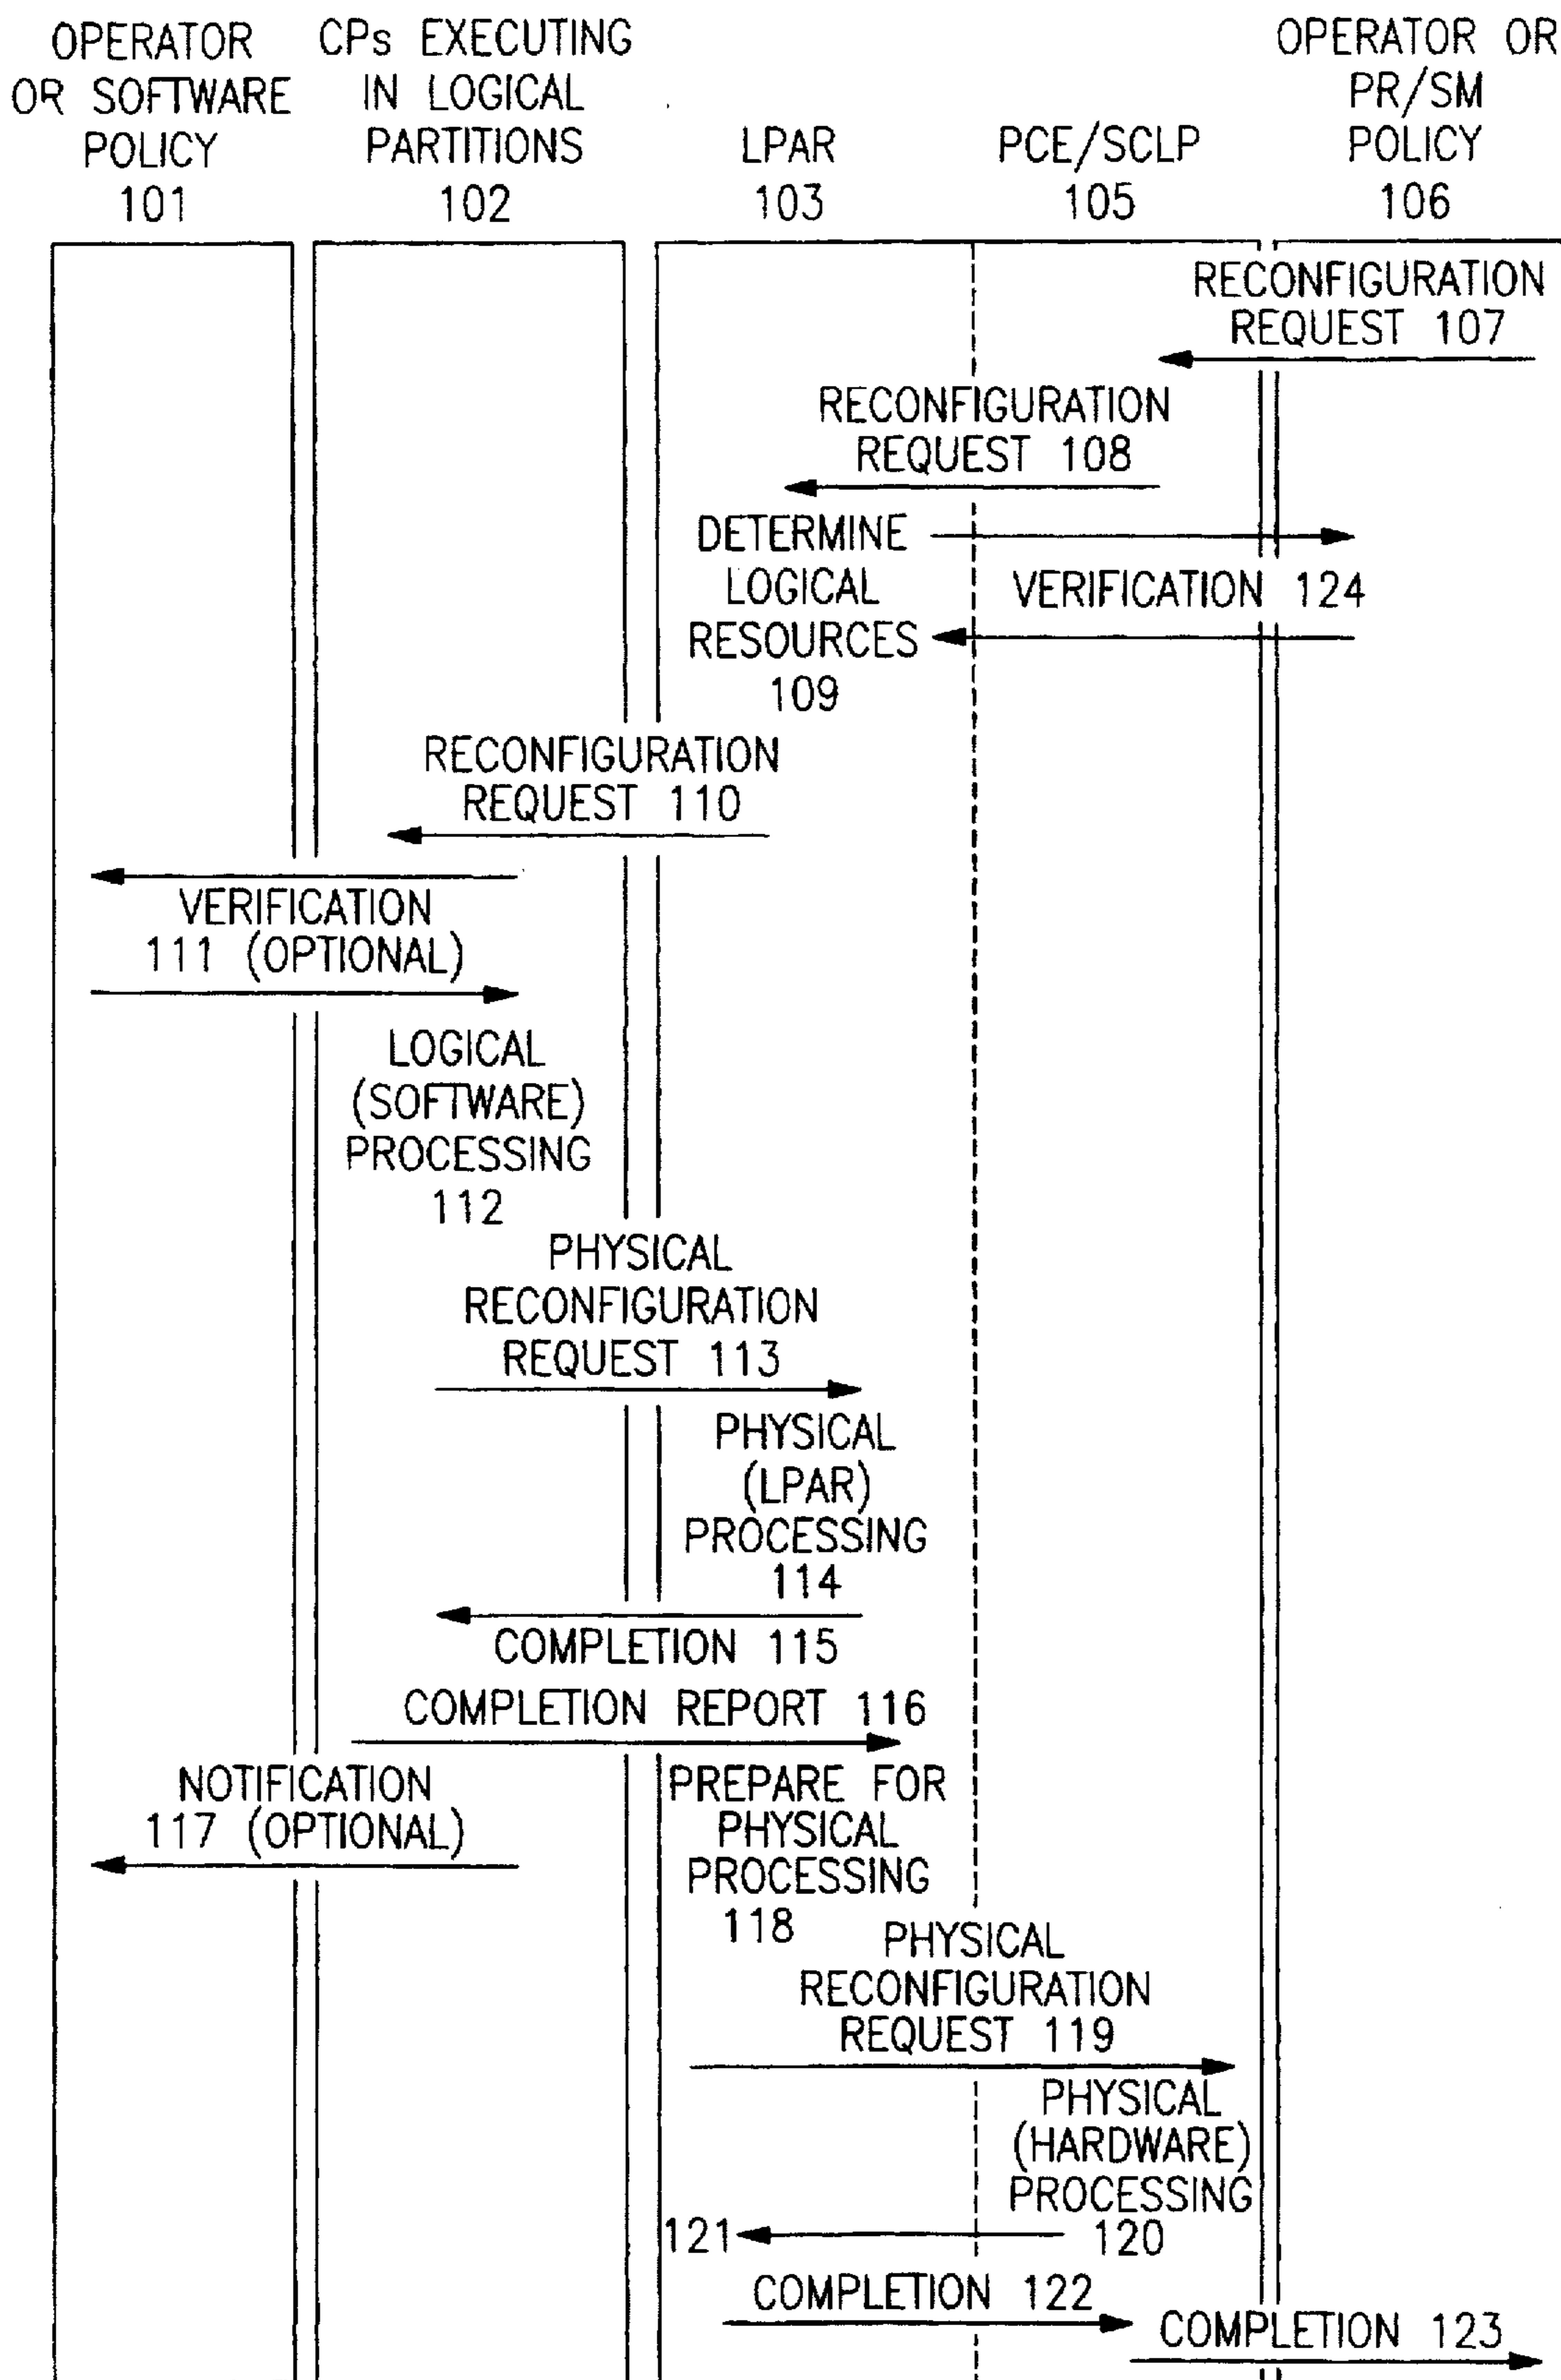 OPERATOR
OR SOFTWARE
POLICY
101
CPs EXECUTING
IN LOGICAL
PARTITIONS
102
LPAR
103
PCE/SCLP
105
OPERATOR OR
PR/SM
POLICY
106
RECONFIGURATION
REQUEST 107
RECONFIGURATION
REQUEST 108
DETERMINE
LOGICAL
RESOURCES
109
VERIFICATION 124
RECONFIGURATION
REQUEST 110
VERIFICATION
111 (OPTIONAL)
LOGICAL
(SOFTWARE)
PROCESSING
112
PHYSICAL
RECONFIGURATION
REQUEST 113
PHYSICAL
(LPAR)
PROCESSING
114
COMPLETION 115
COMPLETION REPORT 116
NOTIFICATION
117 (OPTIONAL)
PREPARE FOR
PHYSICAL
PROCESSING
118
PHYSICAL
RECONFIGURATION
REQUEST 119
PHYSICAL
(HARDWARE)
PROCESSING
120
121
COMPLETION 122
COMPLETION 123